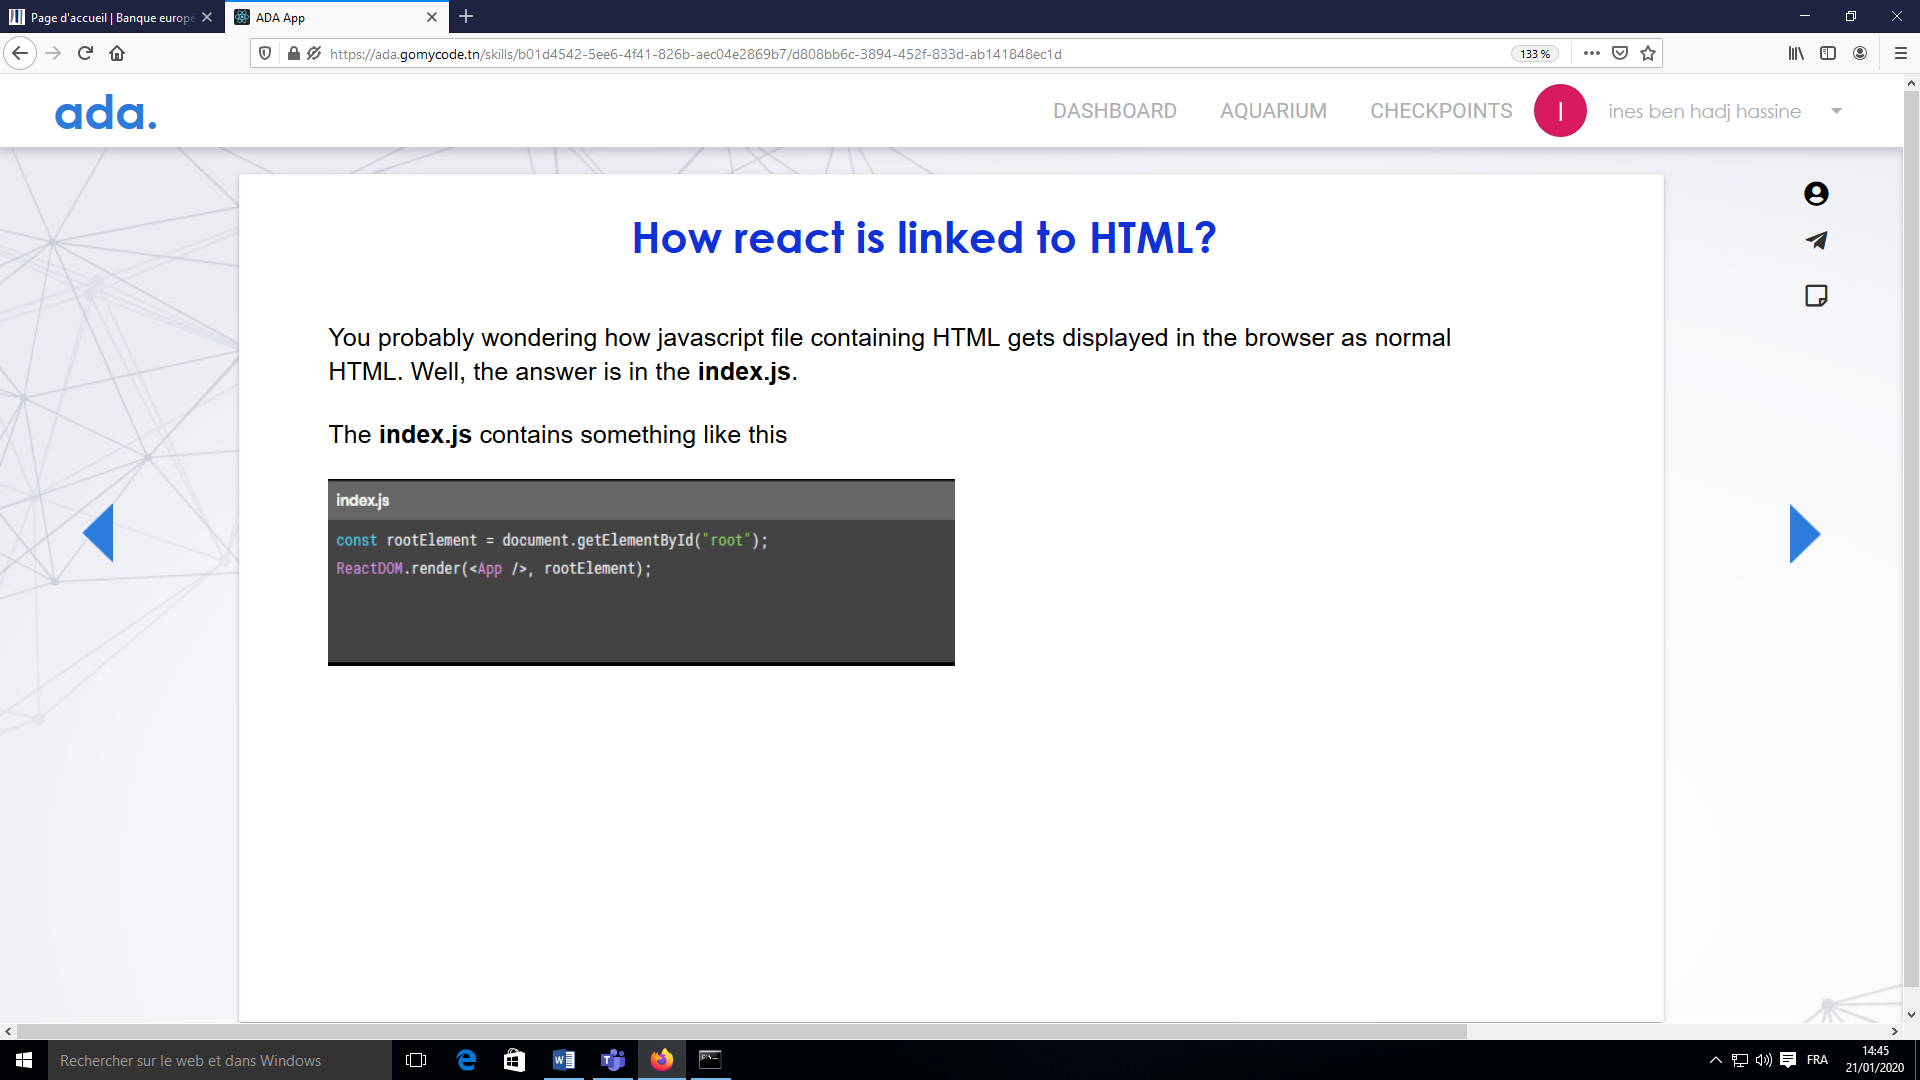 Page d'accueil | Banque europé
ADA App
https://ada.gomycode.tn/skills/b01d4542-5ee6-4f41-826b-aec04e2869b7/d808bb6c-3894-452f-833d-ab141848ec1d
133 %
ada.
DASHBOARD
AQUARIUM
CHECKPOINTS
I
ines ben hadj hassine
How react is linked to HTML?
You probably wondering how javascript file containing HTML gets displayed in the browser as normal
HTML. Well, the answer is in the index.js.
The index.js contains something like this
index.js
const rootElement = document.getElementById("root");
ReactDOM.render(<App />, rootElement);
Rechercher sur le web et dans Windows
FRA
14:45
21/01/2020